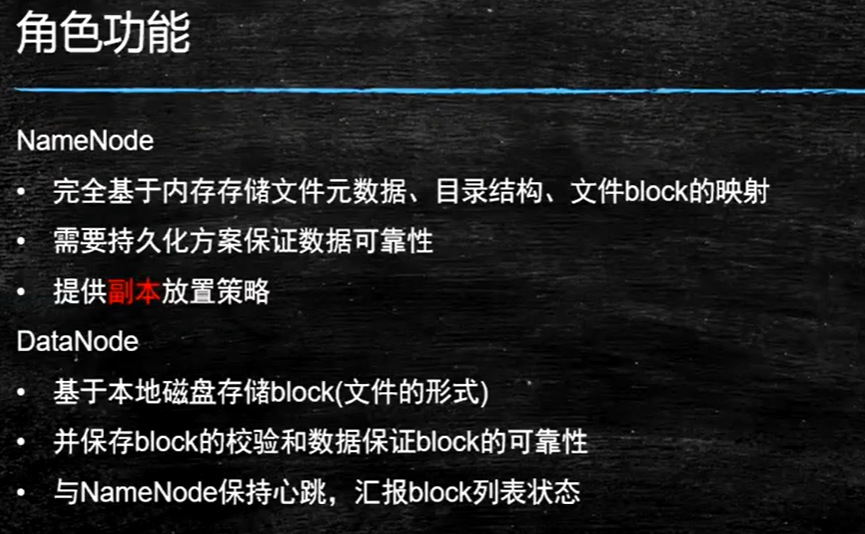 角色功能
NameNode
• 完全基于内存存储文件元数据、目录结构、文件block的映射
• 需要持久化方案保证数据可靠性
• 提供副本放置策略
DataNode
• 基于本地磁盘存储block(文件的形式)
• 并保存block的校验和数据保证block的可靠性
• 与NameNode保持心跳，汇报block列表状态